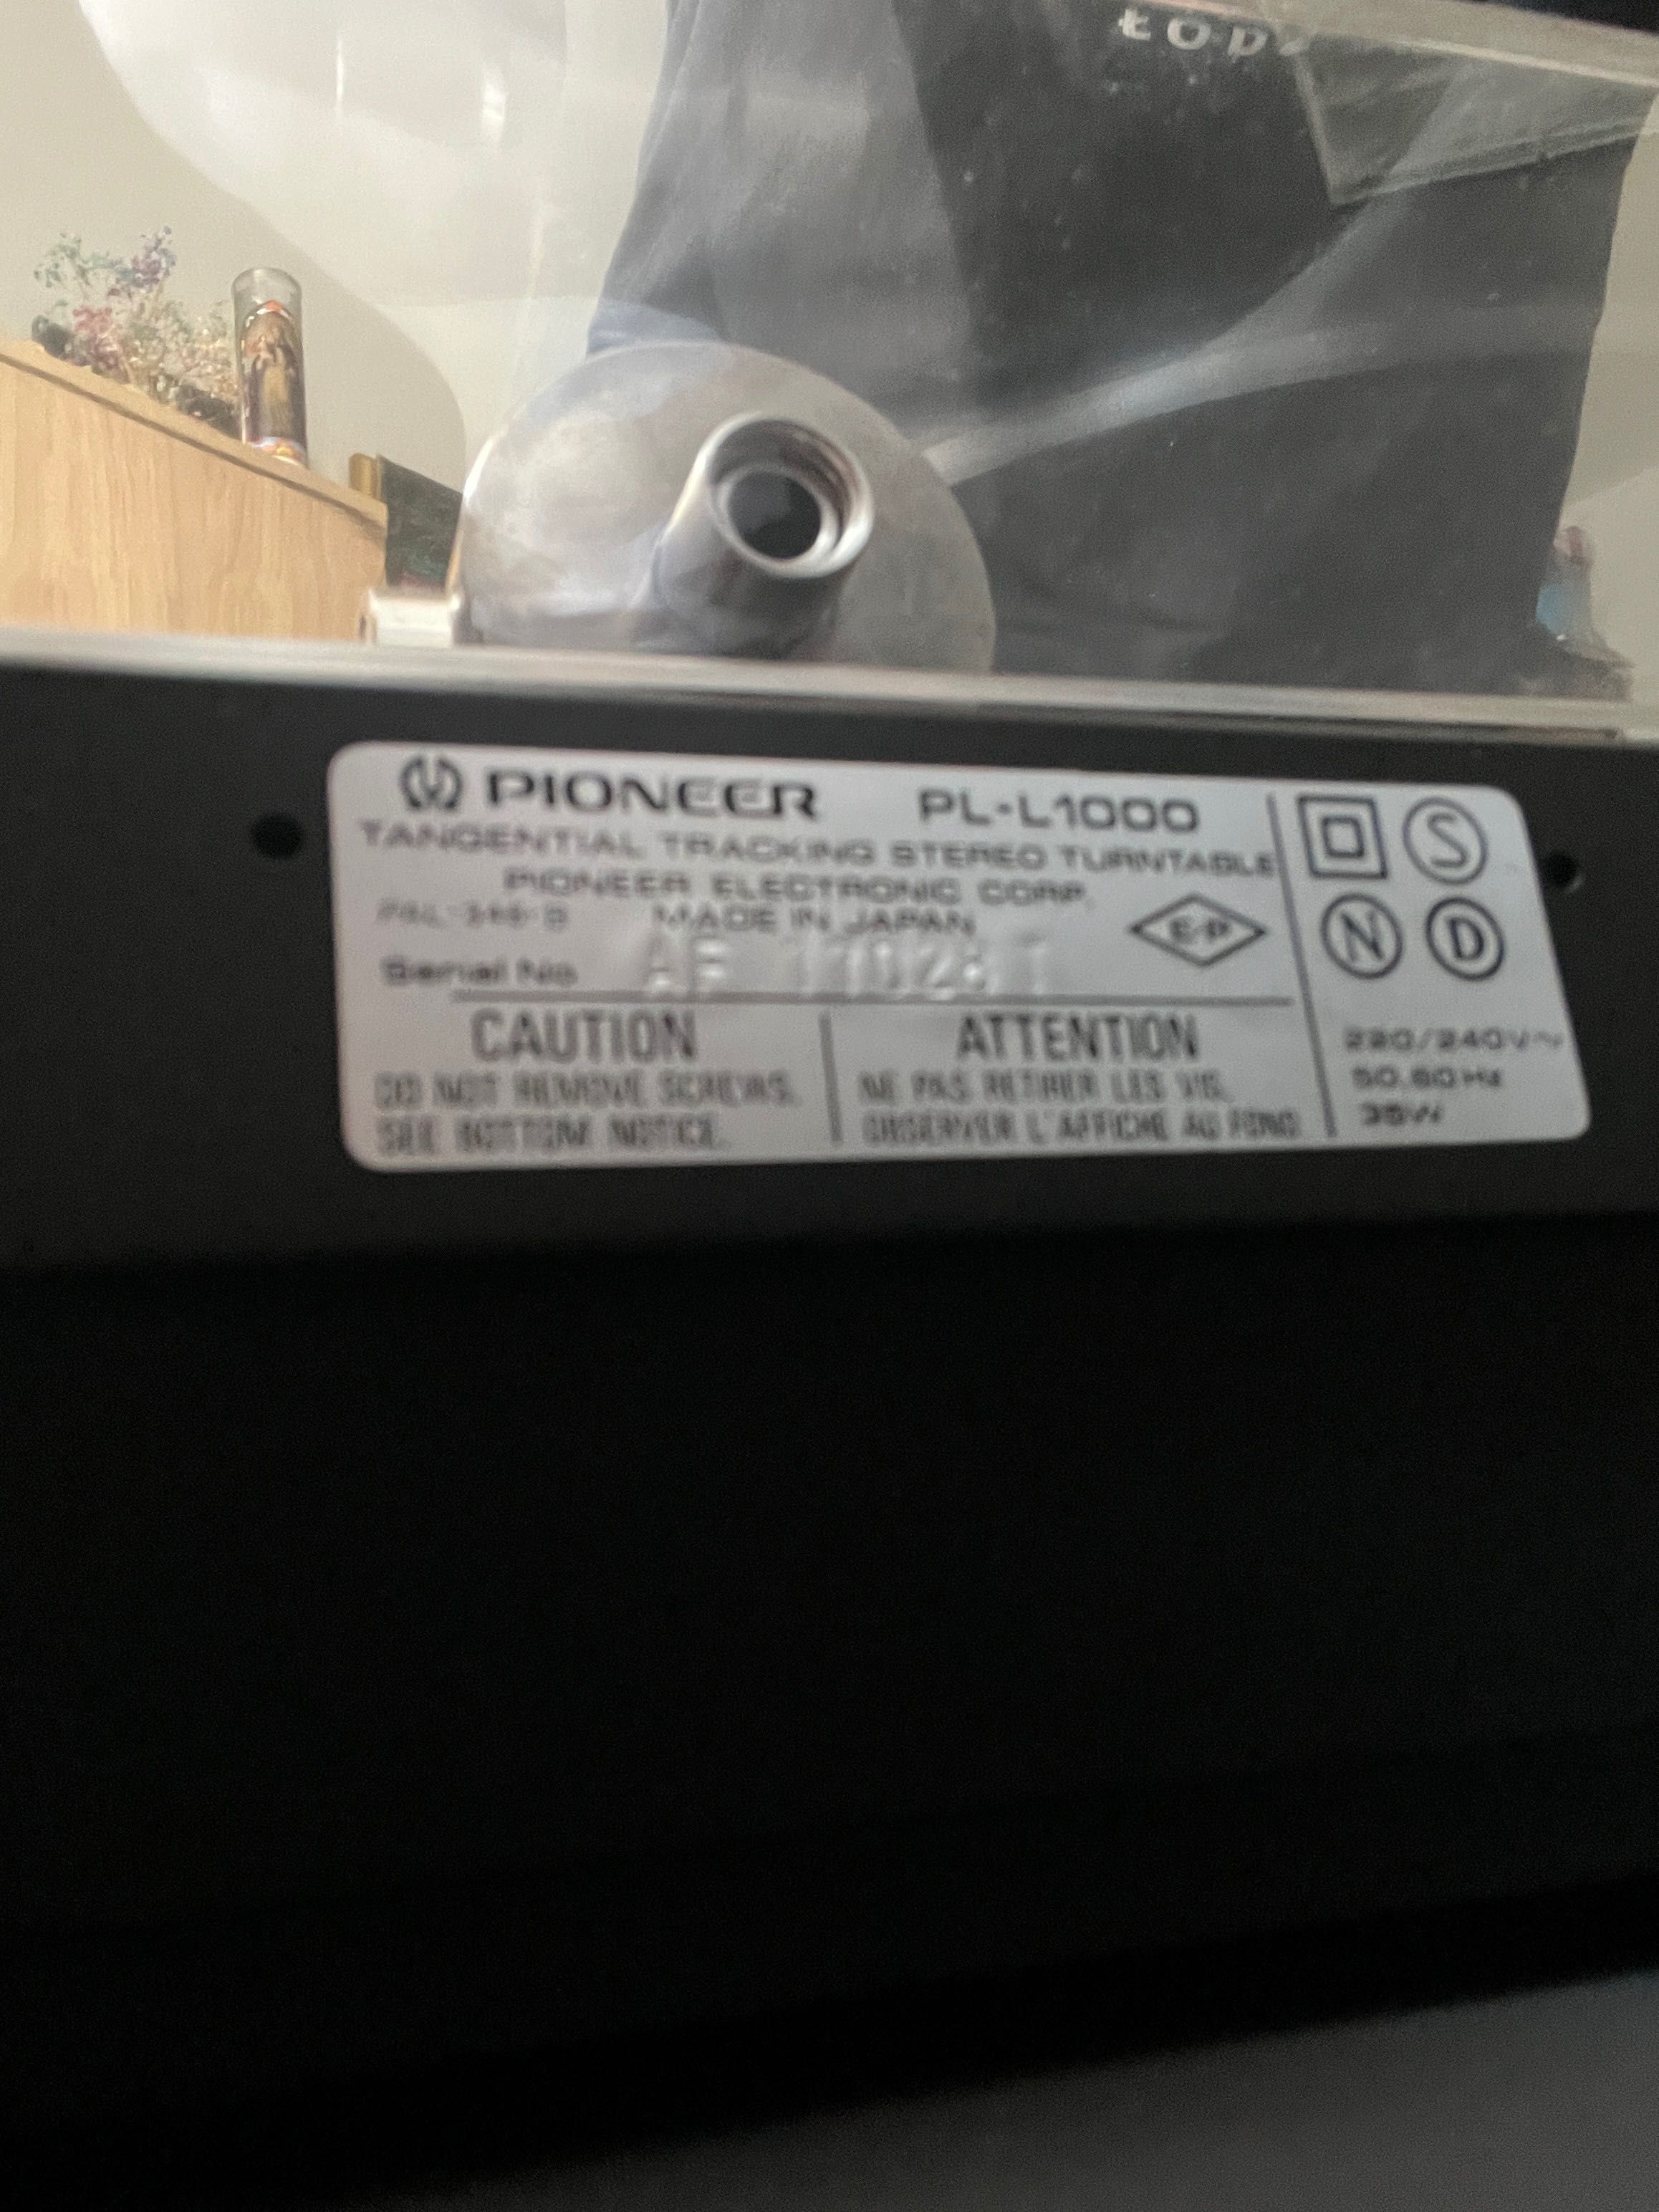 PIONEER PL-L1000
TANGENTIAL TRACKING STEREO TURNTABLE
PIONEER ELECTRONIC CORP.
MADE IN JAPAN
E-P
Serial No. AF
CAUTION
DO NOT REMOVE SCREWS.
SEE BOTTOM NOTICE.
ATTENTION
NE PAS RETIRER LES VIS.
OBSERVER L'AFFICHE AU FOND.
S
N D
220/240V~
50,60Hz